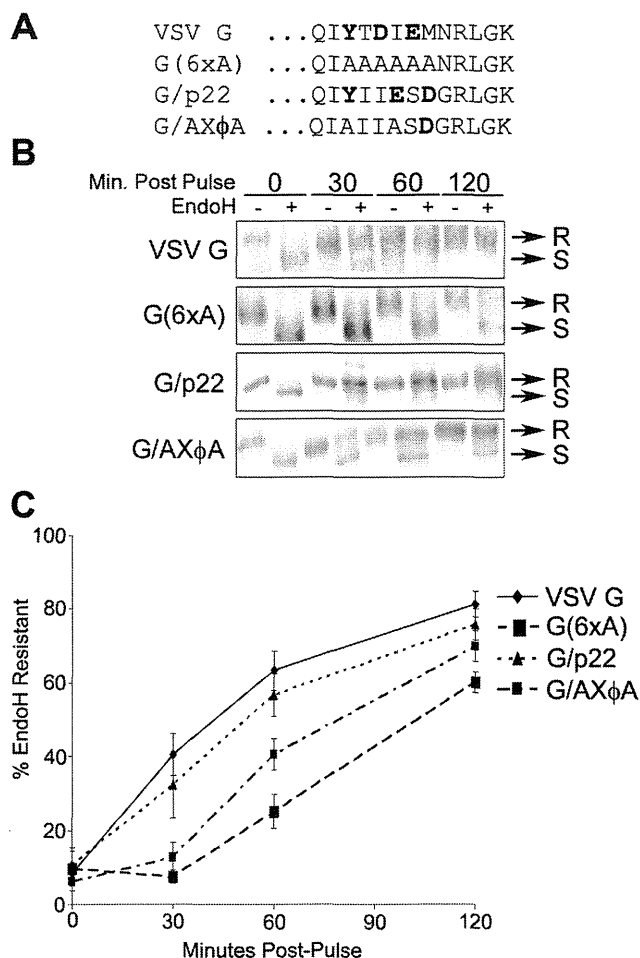 A
VSV G ...QIYTDIEMNRLGK
G(6xA) ...QIAAAAAANRLGK
G/p22 ...QIYIIESDGRLGK
G/AXϕA ...QIAIIASDGRLGK
B
Min. Post Pulse 0 30 60 120
EndoH - + - + - + - +
VSV G R
S
G(6xA) R
S
G/p22 R
S
G/AXϕA R
S
C
100
80
60
40
20
0
% EndoH Resistant
0 30 60 90 120
Minutes Post-Pulse
VSV G
G(6xA)
G/p22
G/AXϕA